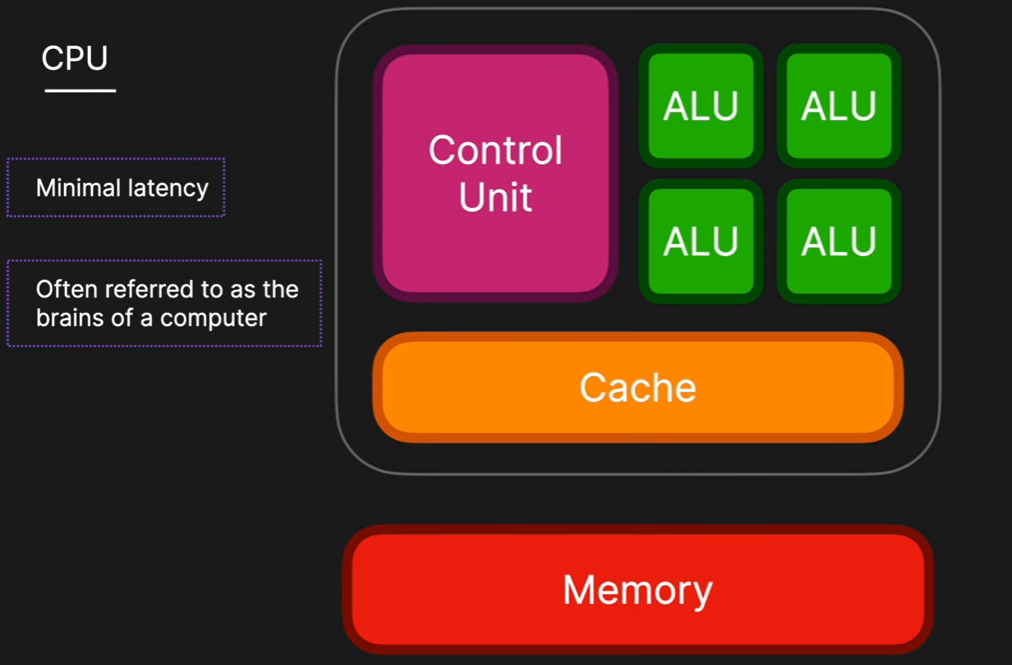 CPU
Minimal latency
Often referred to as the
brains of a computer
Control
Unit
ALU ALU
ALU ALU
Cache
Memory